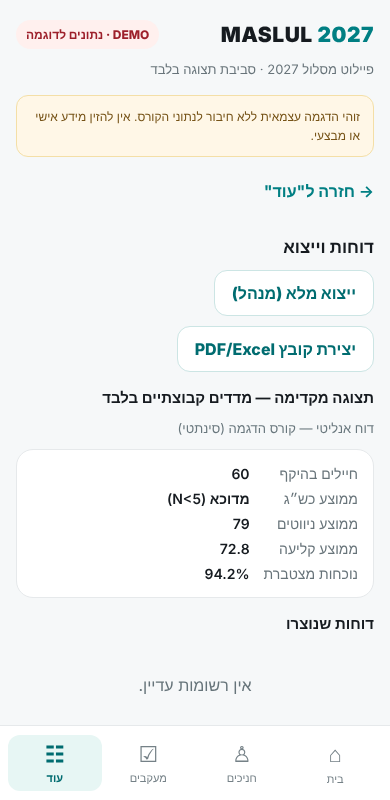 MASLUL 2027
DEMO · נתונים לדוגמה
פיילוט מסלול 2027 · סביבת תצוגה בלבד
זוהי הדגמה עצמאית ללא חיבור לנתוני הקורס. אין להזין מידע אישי
או מבצעי.
→ חזרה ל"עוד"
דוחות וייצוא
ייצוא מלא (מנהל)
יצירת קובץ PDF/Excel
תצוגה מקדימה — מדדים קבוצתיים בלבד
דוח אנליטי — קורס הדגמה (סינתטי)
חיילים בהיקף 60
ממוצע כש״ג מדוכא (N<5)
ממוצע ניווטים 79
ממוצע קליעה 72.8
נוכחות מצטברת 94.2%
דוחות שנוצרו
אין רשומות עדיין.
בית
חניכים
מעקבים
עוד